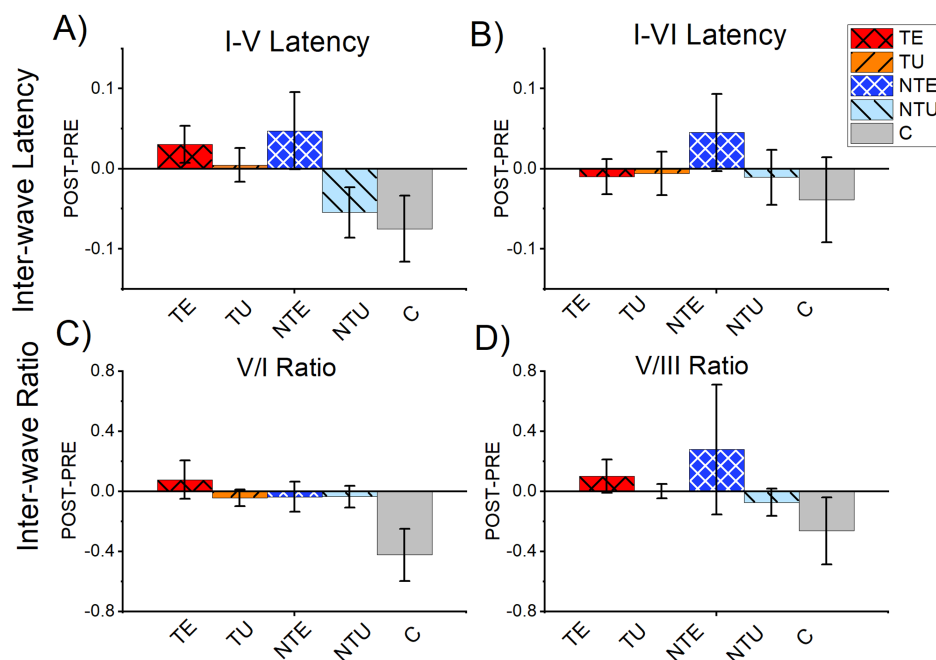 A)
I-V Latency
B)
I-VI Latency
TE
TU
NTE
NTU
C
Inter-wave Latency
POST-PRE
0.1
0.0
-0.1
TE
TU
NTE
NTU
C
POST-PRE
0.1
0.0
-0.1
TE
TU
NTE
NTU
C
C)
V/I Ratio
D)
V/III Ratio
Inter-wave Ratio
POST-PRE
0.8
0.4
0.0
-0.4
-0.8
TE
TU
NTE
NTU
C
POST-PRE
0.8
0.4
0.0
-0.4
-0.8
TE
TU
NTE
NTU
C